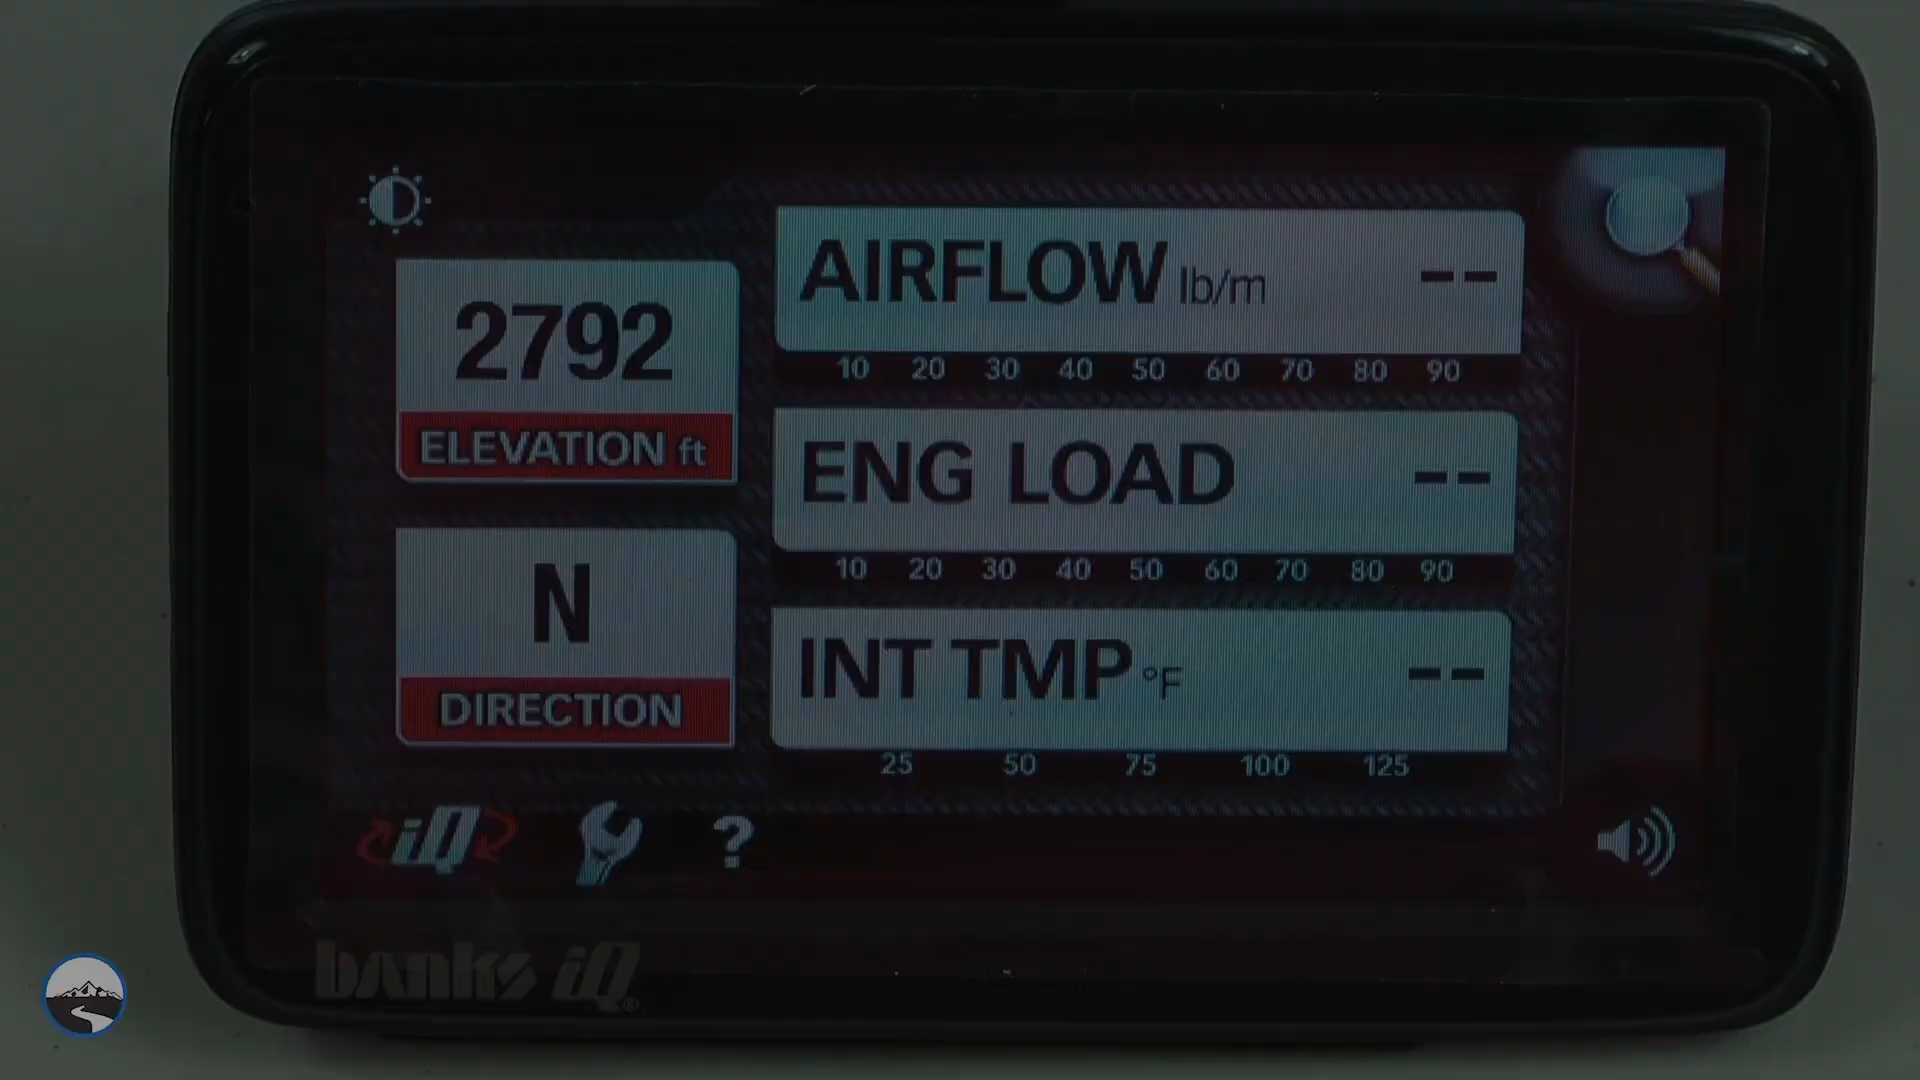 2792
ELEVATION ft
N
DIRECTION
AIRFLOW lb/m --
10 20 30 40 50 60 70 80 90
ENG LOAD --
10 20 30 40 50 60 70 80 90
INT TMP °F --
25 50 75 100 125
iQ ?
banks iQ®